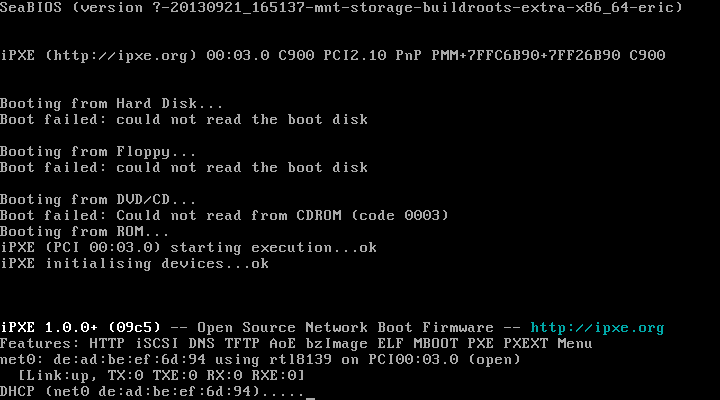 SeaBIOS (version ?-20130921_165137-mnt-storage-buildroots-extra-x86_64-eric)
iPXE (http://ipxe.org) 00:03.0 C900 PCI2.10 PnP PMM+7FFC6B90+7FF26B90 C900
Booting from Hard Disk...
Boot failed: could not read the boot disk
Booting from Floppy...
Boot failed: could not read the boot disk
Booting from DVD/CD...
Boot failed: Could not read from CDROM (code 0003)
Booting from ROM...
iPXE (PCI 00:03.0) starting execution...ok
iPXE initialising devices...ok
iPXE 1.0.0+ (09c5) -- Open Source Network Boot Firmware -- http://ipxe.org
Features: HTTP iSCSI DNS TFTP AoE bzImage ELF MBOOT PXE PXEXT Menu
net0: de:ad:be:ef:6d:94 using rtl8139 on PCI00:03.0 (open)
[Link:up, TX:0 TXE:0 RX:0 RXE:0]
DHCP (net0 de:ad:be:ef:6d:94)....._